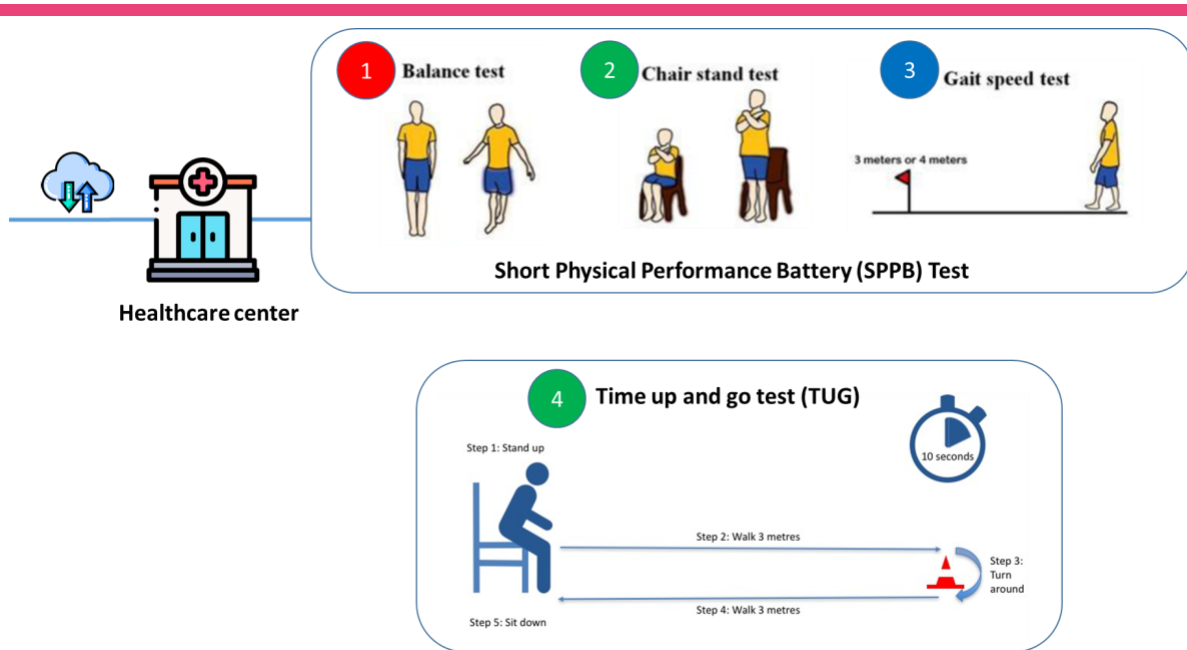 1
Balance test
2
Chair stand test
3
Gait speed test
3 meters or 4 meters
Short Physical Performance Battery (SPPB) Test
Healthcare center
4
Time up and go test (TUG)
10 seconds
Step 1: Stand up
Step 2: Walk 3 metres
Step 3:
Turn
around
Step 4: Walk 3 metres
Step 5: Sit down